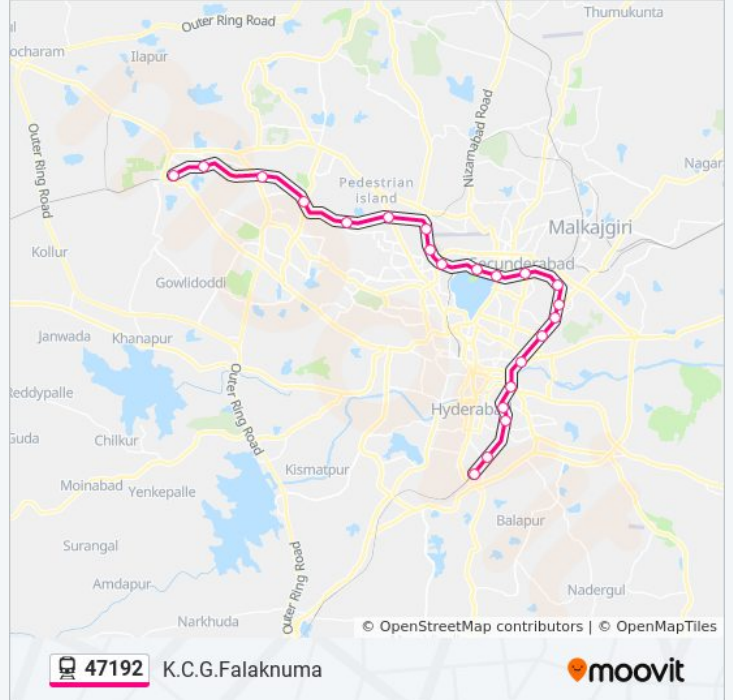 Outer Ring Road
Thumukunta
ocharam
Ilapur
Nizamabad Road
Outer Ring Road
Nagar
Pedestrian
island
Malkajgiri
Kollur
Secunderabad
Gowlidoddi
Janwada
Khanapur
Outer Ring Road
Reddypalle
Hyderabad
Guda
Chilkur
Kismatpur
Moinabad
Yenkepalle
Balapur
Surangal
Outer Ring Road
Amdapur
Nadergul
Narkhuda
© OpenStreetMap contributors | © OpenMapTiles
47192 K.C.G.Falaknuma
moovit